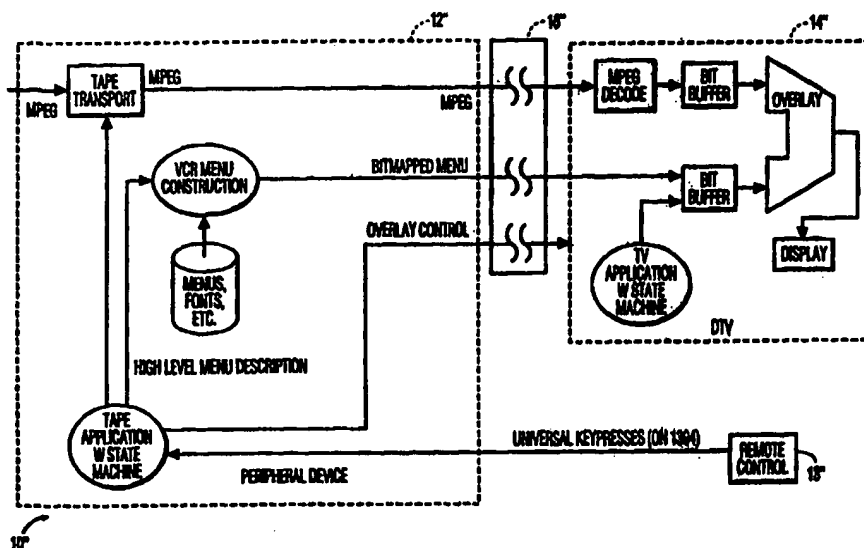 12"
16"
14"
MPEG
TAPE
TRANSPORT
MPEG
MPEG
MPEG
DECODE
BIT
BUFFER
OVERLAY
VCR MENU
CONSTRUCTION
BITMAPPED MENU
BIT
BUFFER
OVERLAY CONTROL
MENUS,
FONTS,
ETC.
TV
APPLICATION
W STATE
MACHINE
DISPLAY
DTV
HIGH LEVEL MENU DESCRIPTION
TAPE
APPLICATION
W STATE
MACHINE
UNIVERSAL KEYPRESSES (ON 1394)
REMOTE
CONTROL
18"
PERIPHERAL DEVICE
10"